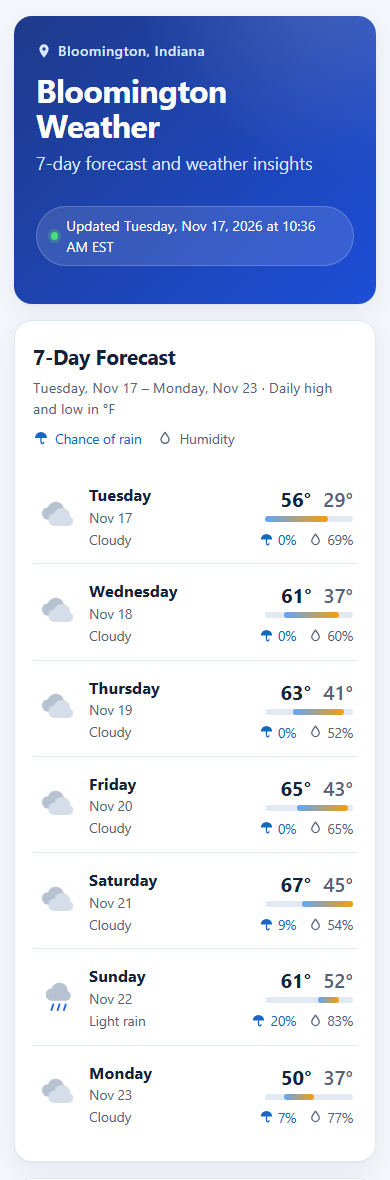 Bloomington, Indiana
Bloomington
Weather
7-day forecast and weather insights
Updated Tuesday, Nov 17, 2026 at 10:36
AM EST
7-Day Forecast
Tuesday, Nov 17 – Monday, Nov 23 · Daily high
and low in °F
Chance of rain Humidity
Tuesday 56° 29°
Nov 17
Cloudy 0% 69%
Wednesday 61° 37°
Nov 18
Cloudy 0% 60%
Thursday 63° 41°
Nov 19
Cloudy 0% 52%
Friday 65° 43°
Nov 20
Cloudy 0% 65%
Saturday 67° 45°
Nov 21
Cloudy 9% 54%
Sunday 61° 52°
Nov 22
Light rain 20% 83%
Monday 50° 37°
Nov 23
Cloudy 7% 77%